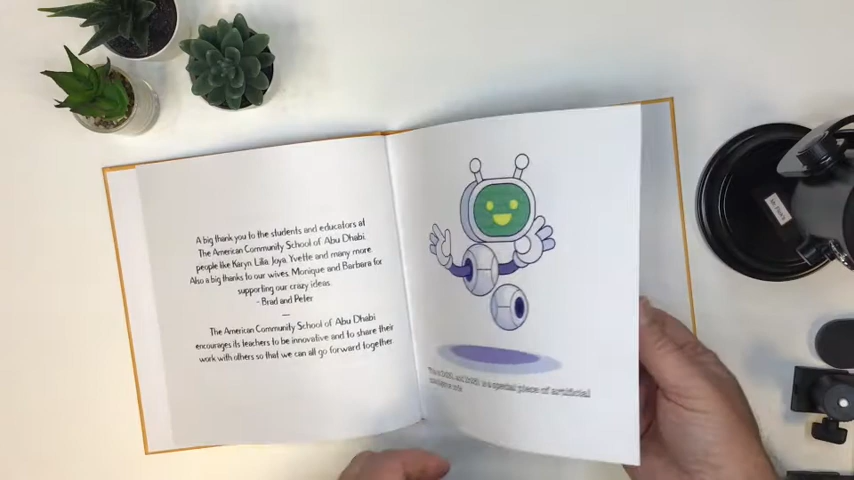 A big thank you to the students and educators at
The American Community School of Abu Dhabi,
people like Karyn, Lilia, Joya, Yvette and many more.
Also a big thanks to our wives, Monique and Barbara for
supporting our crazy ideas.
- Brad and Peter
—
The American Community School of Abu Dhabi
encourages its teachers to be innovative and to share their
work with others so that we can all go forward together
is a special piece of artificial